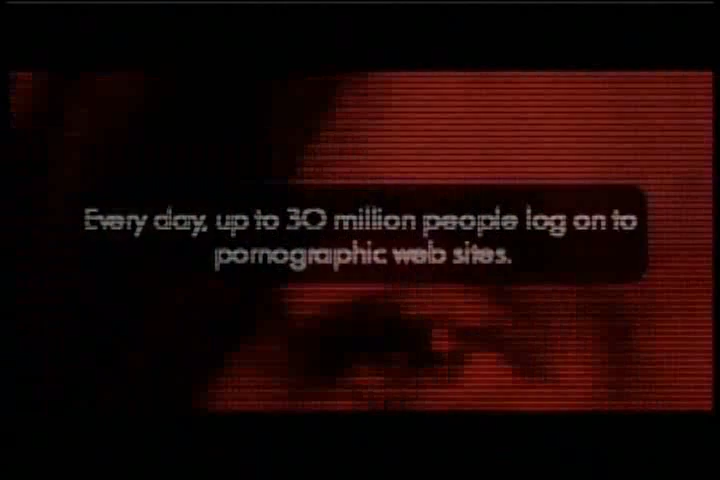 Every day, up to 30 million people log on to
pornographic web sites.